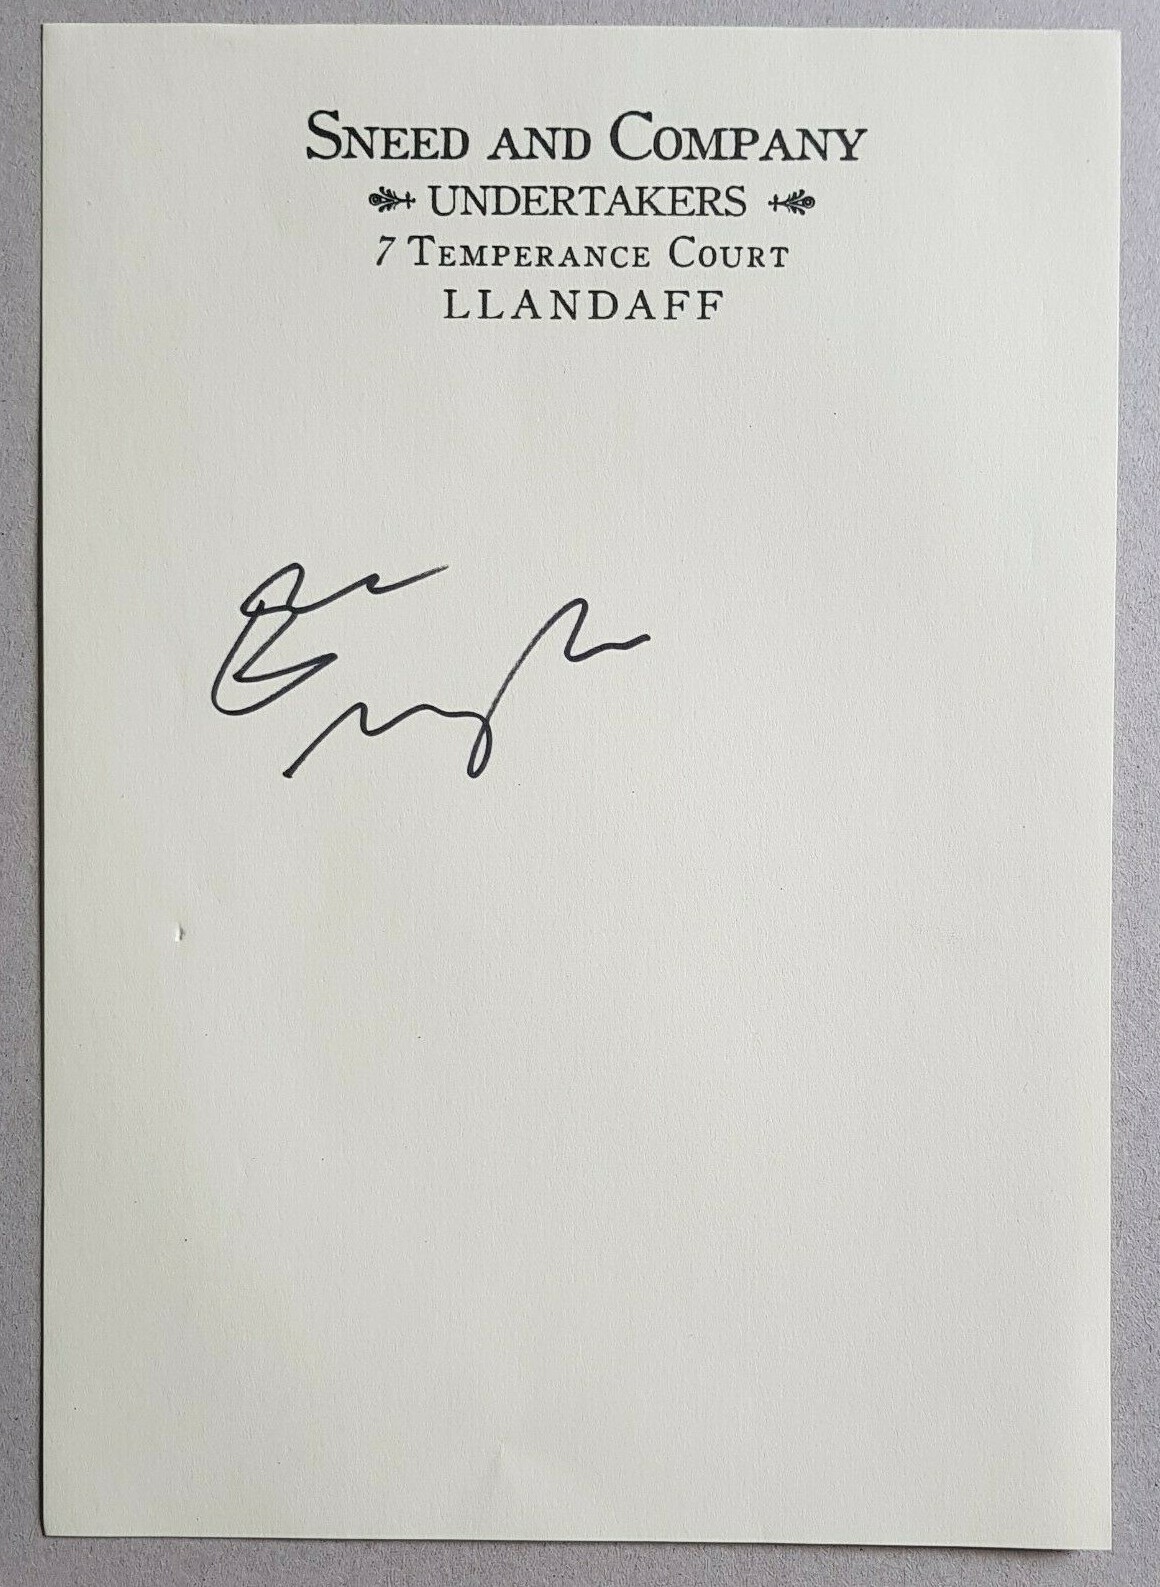 Sneed and Company
UNDERTAKERS
7 Temperance Court
LLANDAFF